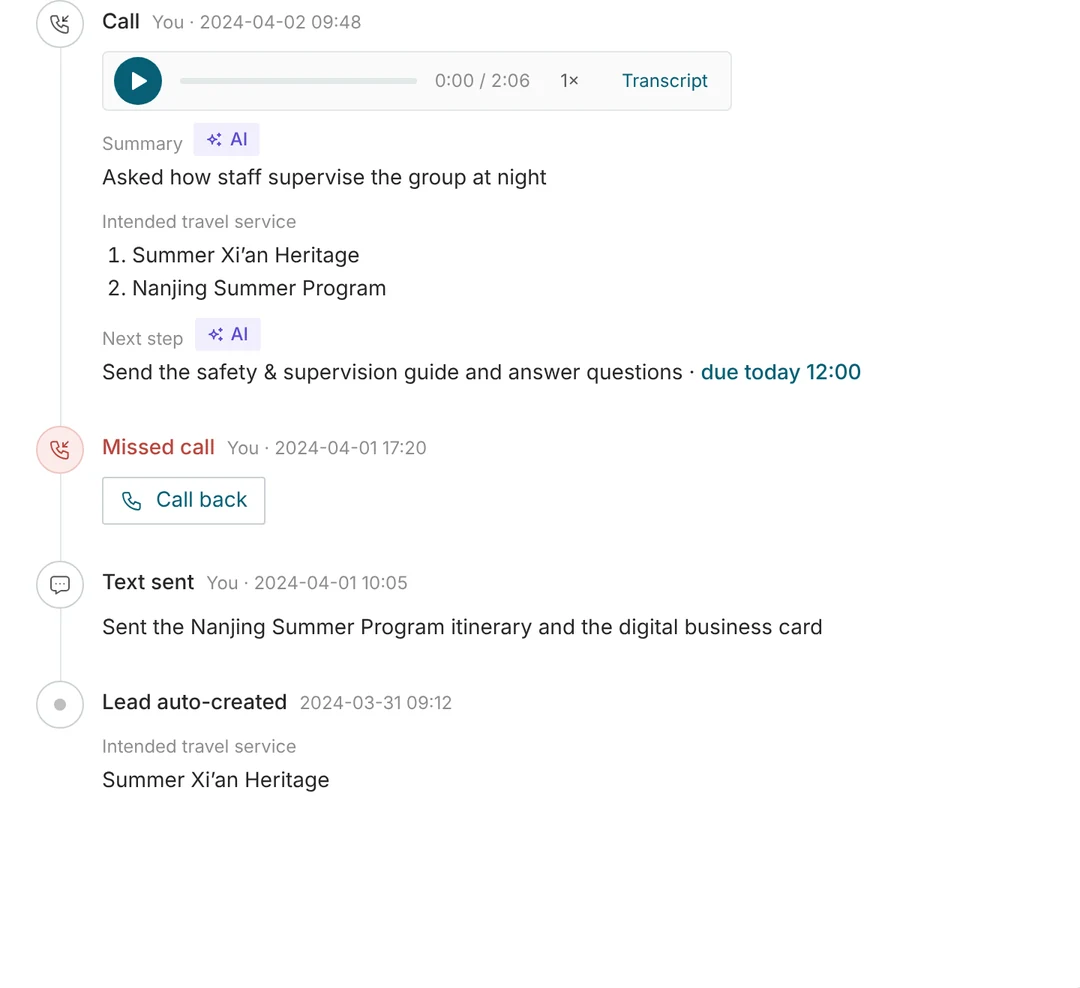 Call You · 2024-04-02 09:48
0:00 / 2:06 1× Transcript
Summary AI
Asked how staff supervise the group at night
Intended travel service
1. Summer Xi’an Heritage
2. Nanjing Summer Program
Next step AI
Send the safety & supervision guide and answer questions · due today 12:00
Missed call You · 2024-04-01 17:20
Call back
Text sent You · 2024-04-01 10:05
Sent the Nanjing Summer Program itinerary and the digital business card
Lead auto-created 2024-03-31 09:12
Intended travel service
Summer Xi’an Heritage